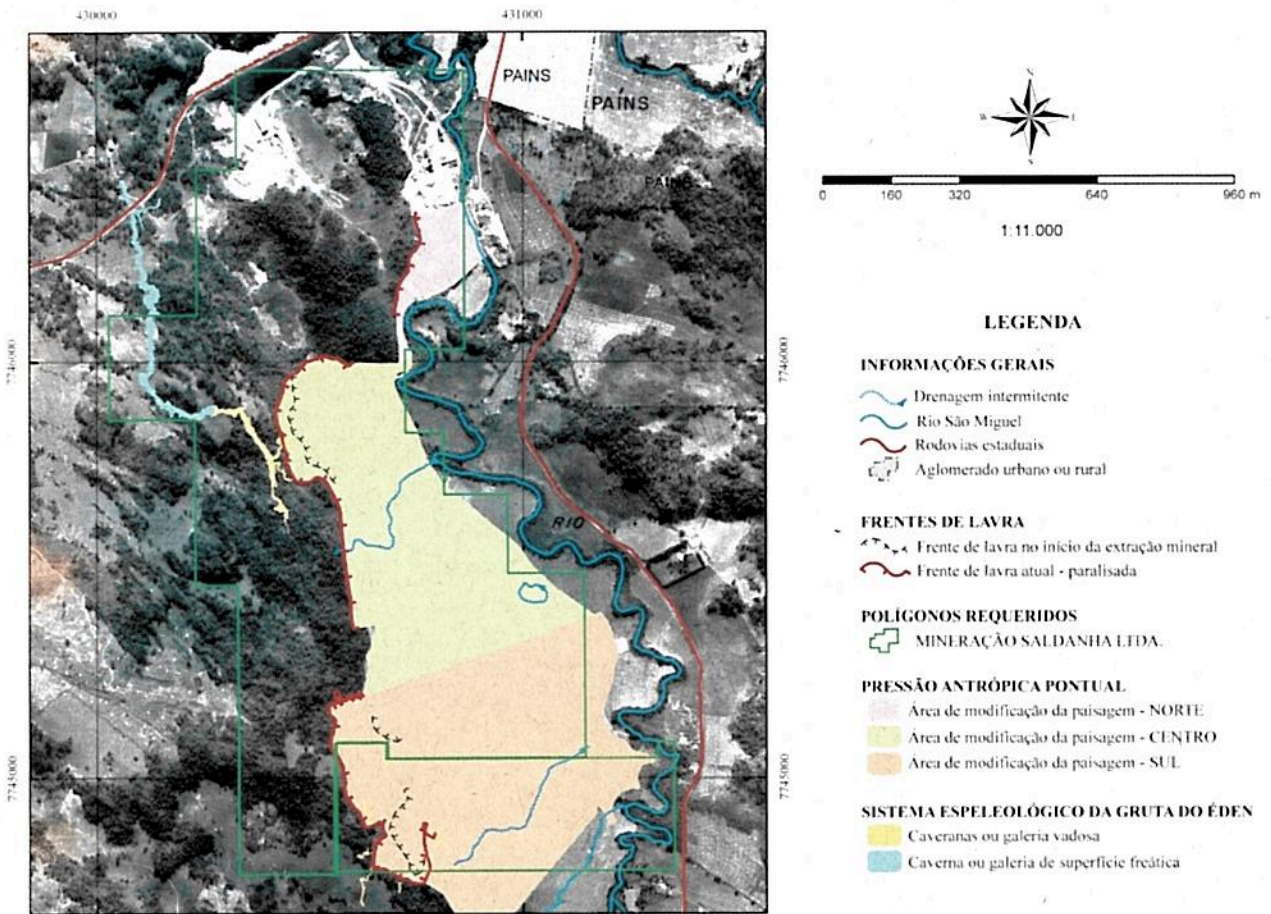 430000
431000
PAINS
PAÍNS
PAINS
RIO
7746000
7745000
7746000
7745000
N
W
E
S
0 160 320 640 960 m
1:11.000
LEGENDA
INFORMAÇÕES GERAIS
Drenagem intermitente
Rio São Miguel
Rodovias estaduais
Aglomerado urbano ou rural
FRENTES DE LAVRA
Frente de lavra no início da extração mineral
Frente de lavra atual - paralisada
POLÍGONOS REQUERIDOS
MINERAÇÃO SALDANHA LTDA.
PRESSÃO ANTRÓPICA PONTUAL
Área de modificação da paisagem - NORTE
Área de modificação da paisagem - CENTRO
Área de modificação da paisagem - SUL
SISTEMA ESPELEOLÓGICO DA GRUTA DO ÉDEN
Caveranas ou galeria vadosa
Caverna ou galeria de superfície freática